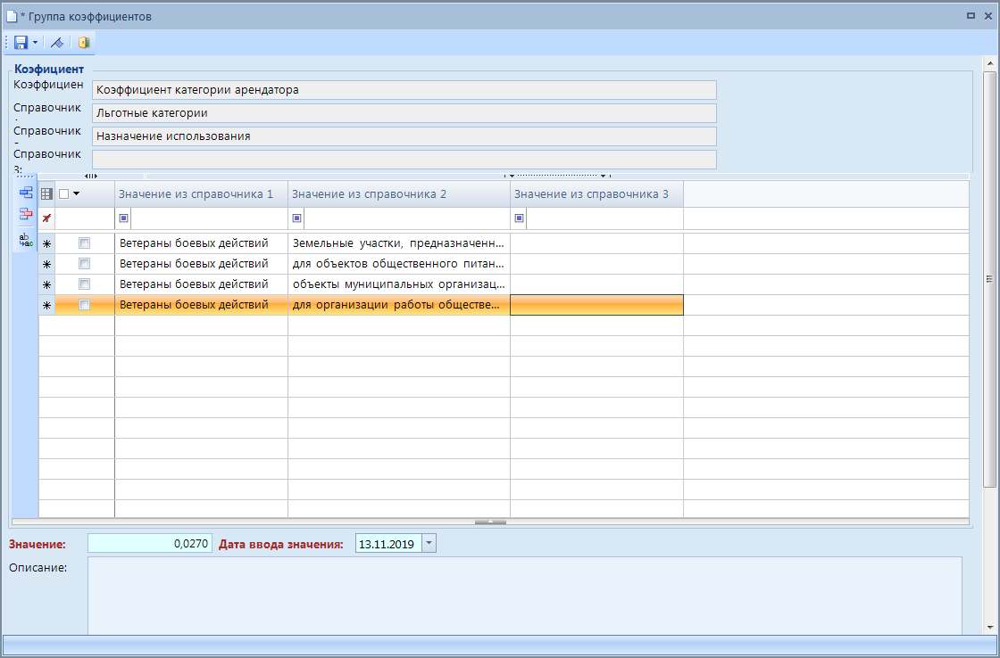 * Группа коэффициентов
Коэфициент
Коэффициен
Коэффициент категории арендатора
Справочник
Льготные категории
Справочник
Назначение использования
Справочник
3:
Значение из справочника 1 Значение из справочника 2 Значение из справочника 3
Ветераны боевых действий Земельные участки, предназначенн...
Ветераны боевых действий для объектов общественного питан...
Ветераны боевых действий объекты муниципальных организац...
Ветераны боевых действий для организации работы обществе...
ab
ac
Значение: 0,0270 Дата ввода значения: 13.11.2019
Описание: